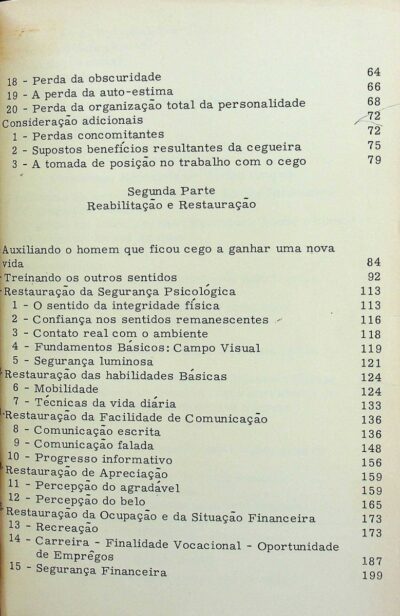 18 - Perda da obscuridade 64
19 - A perda da auto-estima 66
20 - Perda da organização total da personalidade 68
Consideração adicionais 72
1 - Perdas concomitantes 72
2 - Supostos benefícios resultantes da cegueira 75
3 - A tomada de posição no trabalho com o cego 79
Segunda Parte
Reabilitação e Restauração
Auxiliando o homem que ficou cego a ganhar uma nova
vida 84
Treinando os outros sentidos 92
Restauração da Segurança Psicológica 113
1 - O sentido da integridade física 113
2 - Confiança nos sentidos remanescentes 116
3 - Contato real com o ambiente 118
4 - Fundamentos Básicos: Campo Visual 119
5 - Segurança luminosa 121
Restauração das habilidades Básicas 124
6 - Mobilidade 124
7 - Técnicas da vida diária 133
Restauração da Facilidade de Comunicação 136
8 - Comunicação escrita 136
9 - Comunicação falada 148
10 - Progresso informativo 156
Restauração de Apreciação 159
11 - Percepção do agradável 159
12 - Percepção do belo 165
Restauração da Ocupação e da Situação Financeira 173
13 - Recreação 173
14 - Carreira - Finalidade Vocacional - Oportunidade
de Emprêgos 187
15 - Segurança Financeira 199